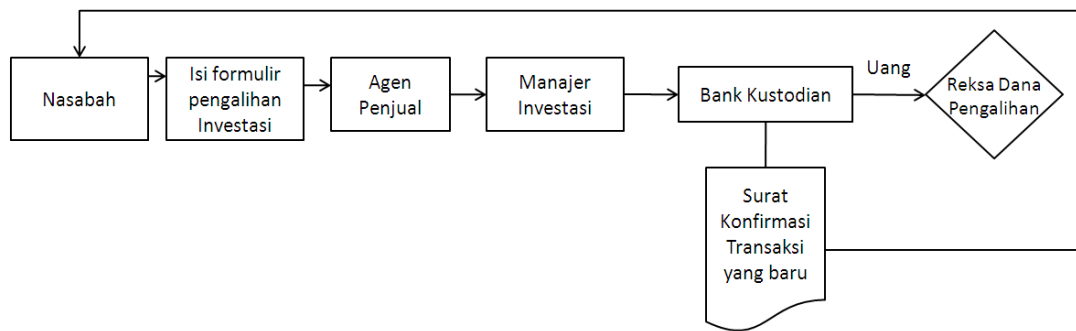 Nasabah
Isi formulir
pengalihan
Investasi
Agen
Penjual
Manajer
Investasi
Bank Kustodian
Uang
Reksa Dana
Pengalihan
Surat
Konfirmasi
Transaksi
yang baru